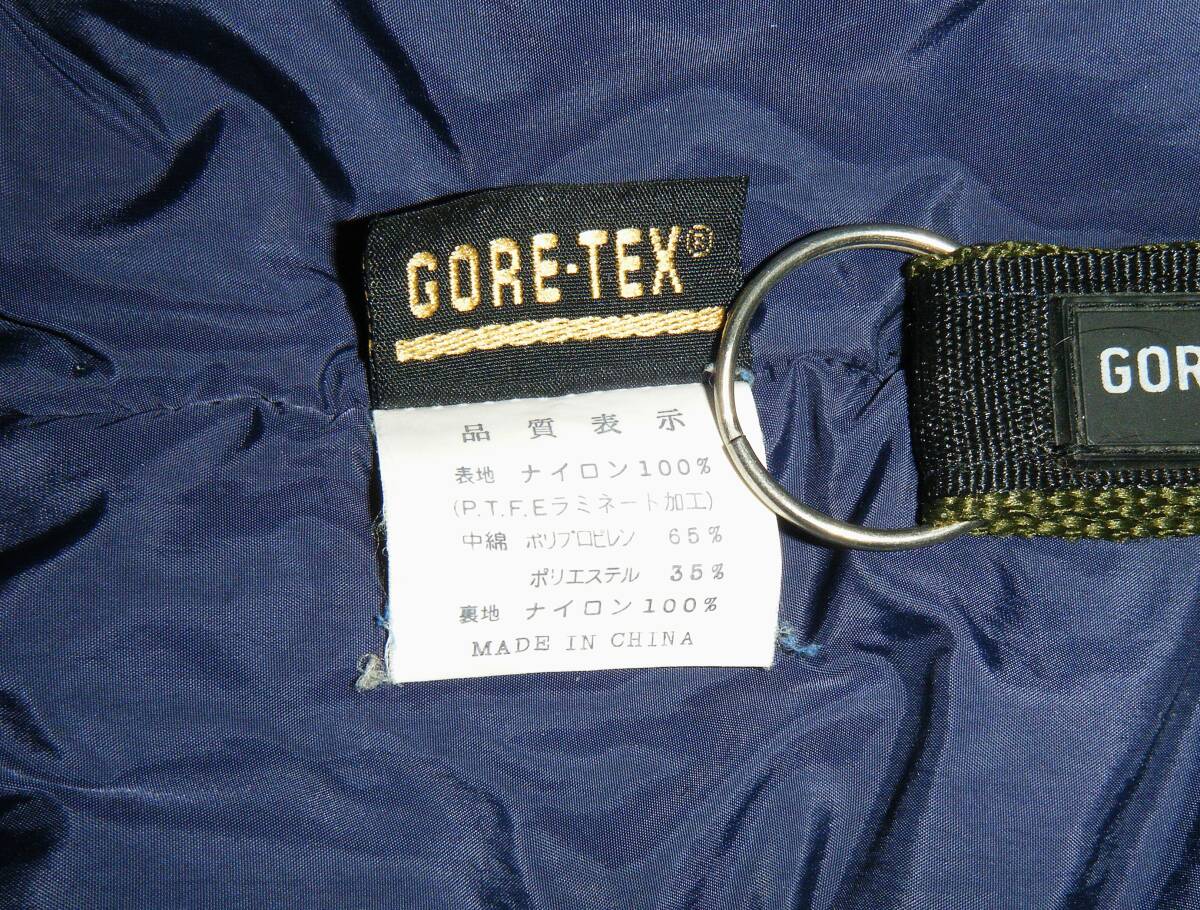 GORE-TEX®
品質表示
表地 ナイロン100%
(P.T.F.Eラミネート加工)
中綿 ポリプロピレン 65%
ポリエステル 35%
裏地 ナイロン100%
MADE IN CHINA
GOR